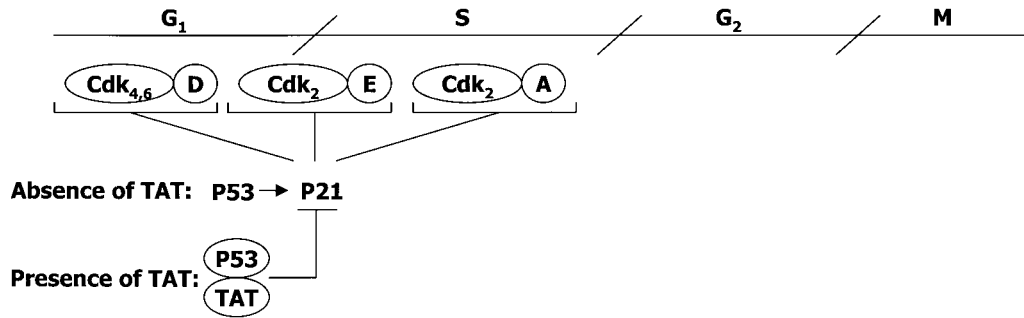 G1 S G2 M
Cdk4,6 D Cdk2 E Cdk2 A
Absence of TAT: P53 P21
P53
Presence of TAT:
TAT